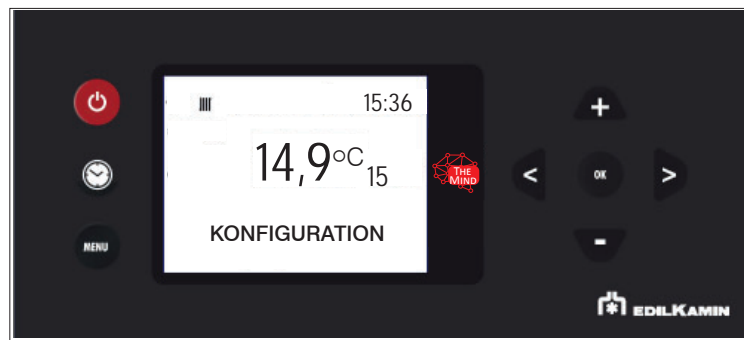 15:36
14,9°C 15
KONFIGURATION
MENU
THE
MIND
+
<
OK
>
-
EDILKAMIN